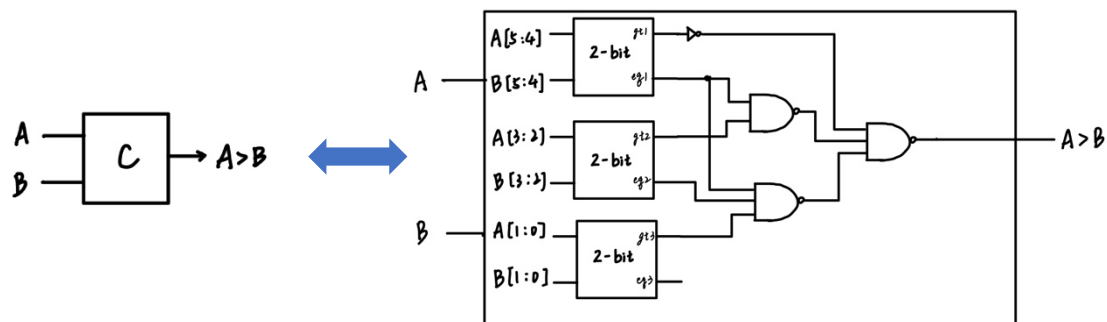 A
B
C
A>B
A
B
A[5:4]
B[5:4]
2-bit
gt1
eq1
A[3:2]
B[3:2]
2-bit
gt2
eq2
A[1:0]
B[1:0]
2-bit
gt3
eq3
A>B